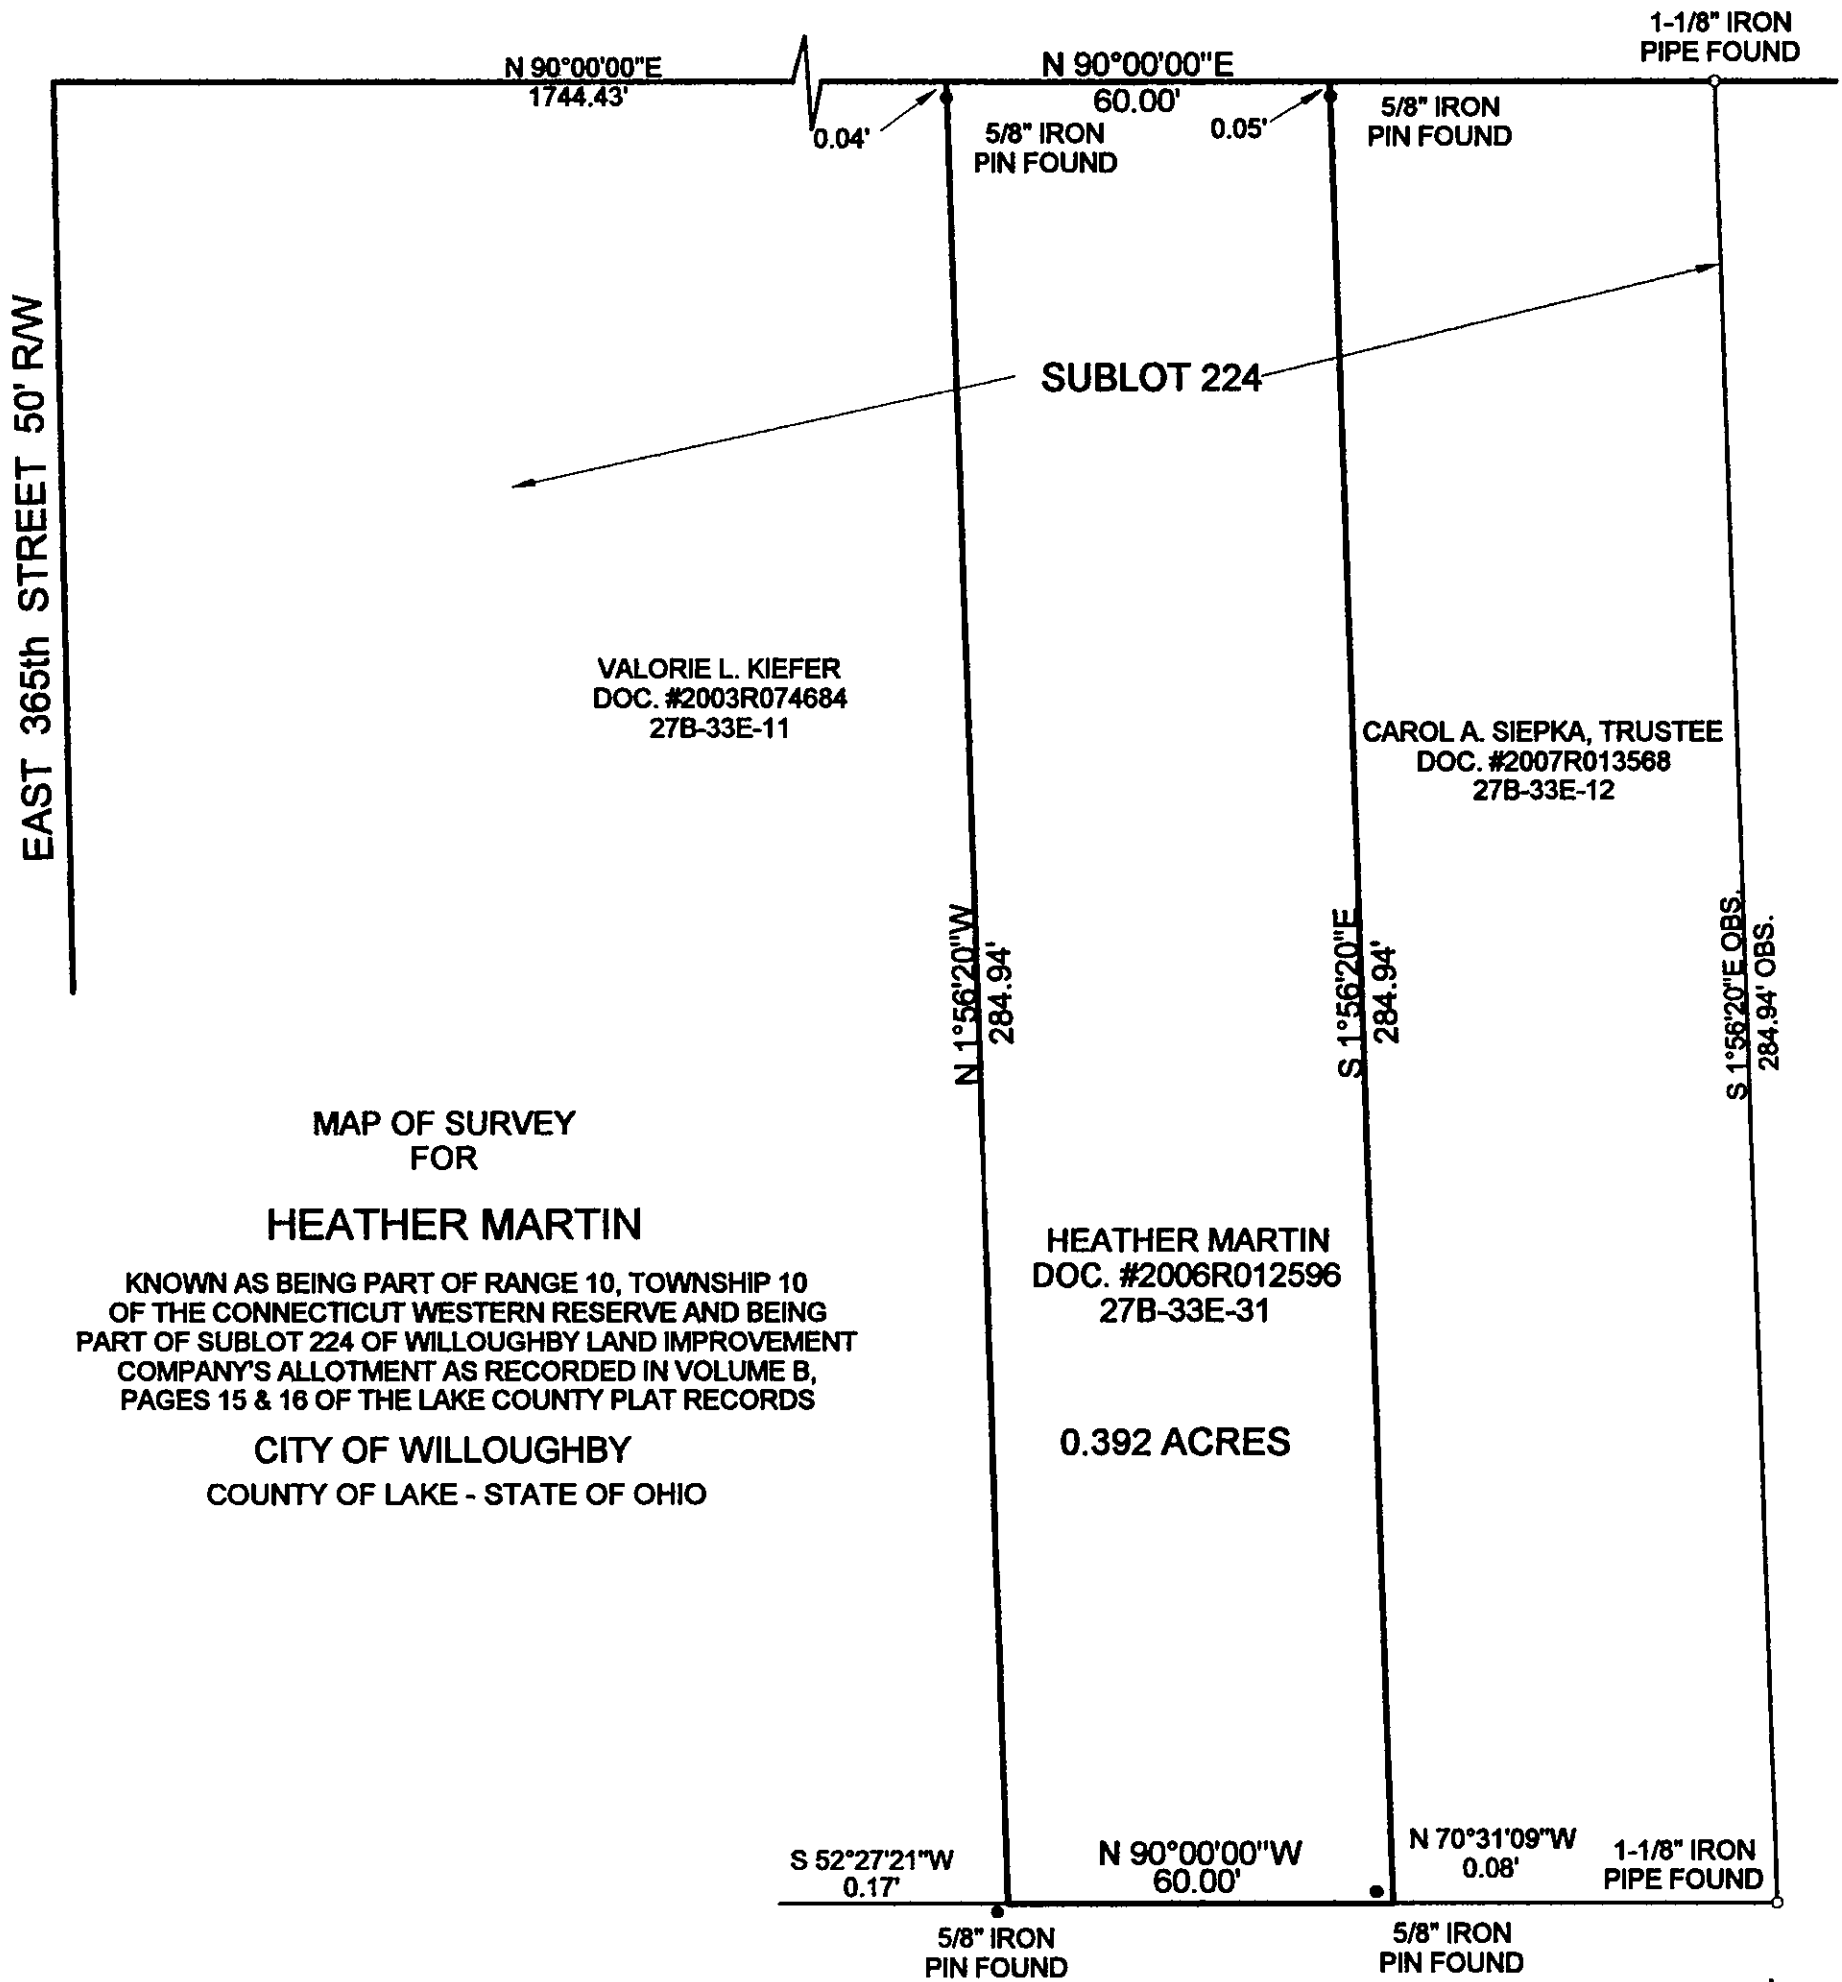 1-1/8" IRON
PIPE FOUND
N 90°00'00"E
1744.43'
N 90°00'00"E
60.00'
0.04'
5/8" IRON
PIN FOUND
0.05'
5/8" IRON
PIN FOUND
SUBLOT 224
EAST 365th STREET 50' R/W
VALORIE L. KIEFER
DOC. #2003R074684
27B-33E-11
CAROL A. SIEPKA, TRUSTEE
DOC. #2007R013568
27B-33E-12
N 1°56'20"W
284.94'
S 1°56'20"E
284.94'
S 1°56'20"E OBS.
284.94' OBS.
MAP OF SURVEY
FOR
HEATHER MARTIN
KNOWN AS BEING PART OF RANGE 10, TOWNSHIP 10
OF THE CONNECTICUT WESTERN RESERVE AND BEING
PART OF SUBLOT 224 OF WILLOUGHBY LAND IMPROVEMENT
COMPANY'S ALLOTMENT AS RECORDED IN VOLUME B,
PAGES 15 & 16 OF THE LAKE COUNTY PLAT RECORDS
CITY OF WILLOUGHBY
COUNTY OF LAKE - STATE OF OHIO
HEATHER MARTIN
DOC. #2006R012596
27B-33E-31
0.392 ACRES
S 52°27'21"W
0.17'
N 90°00'00"W
60.00'
N 70°31'09"W
0.08'
1-1/8" IRON
PIPE FOUND
5/8" IRON
PIN FOUND
5/8" IRON
PIN FOUND